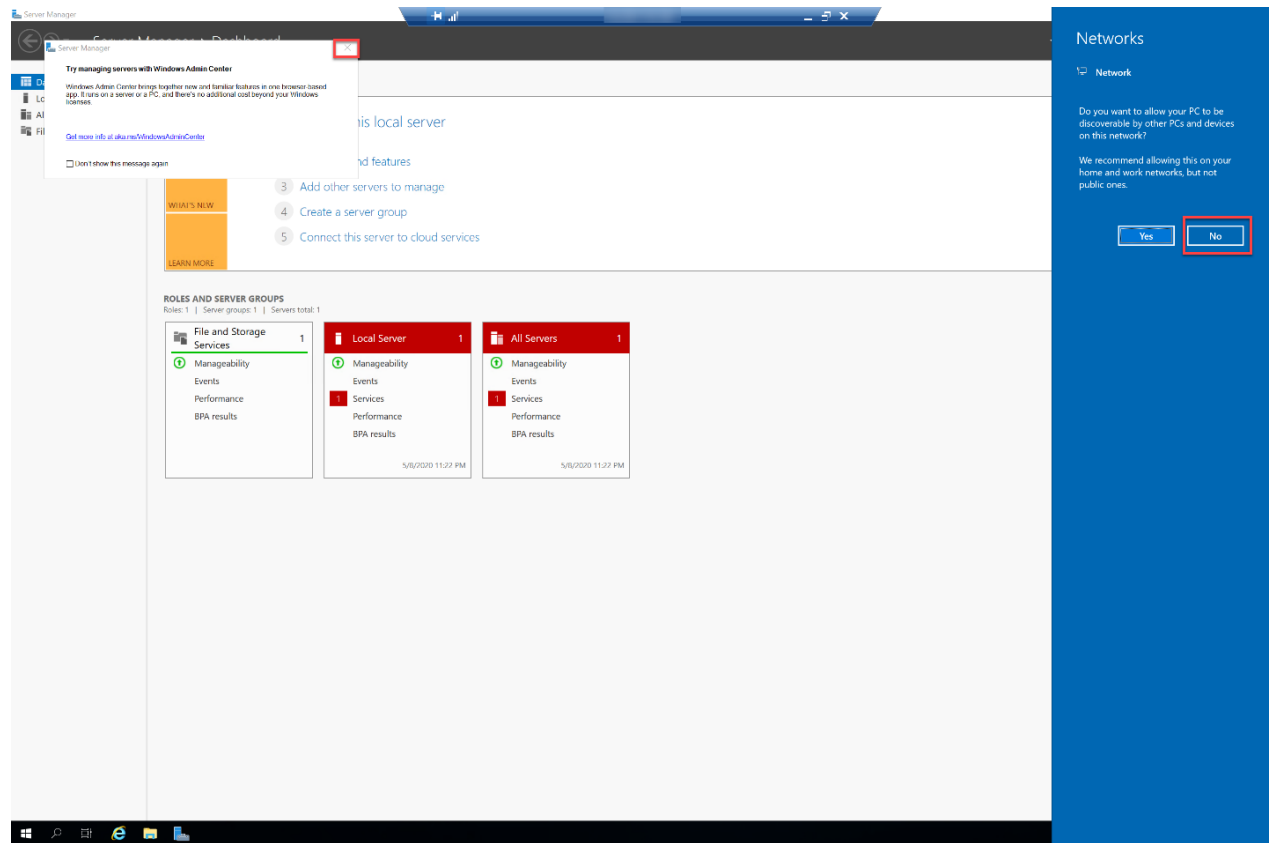 Server Manager
Server Manager
Try managing servers with Windows Admin Center
Windows Admin Center brings together new and familiar features in one browser-based
app. It runs on a server or a PC, and there's no additional cost beyond your Windows
licenses.
Get more info at aka.ms/WindowsAdminCenter
Don't show this message again
his local server
nd features
3 Add other servers to manage
4 Create a server group
5 Connect this server to cloud services
WHAT'S NEW
LEARN MORE
ROLES AND SERVER GROUPS
Roles: 1 | Server groups: 1 | Servers total: 1
File and Storage
Services
1
Manageability
Events
Performance
BPA results
Local Server 1
Manageability
Events
1 Services
Performance
BPA results
5/8/2020 11:22 PM
All Servers 1
Manageability
Events
1 Services
Performance
BPA results
5/8/2020 11:22 PM
Networks
Network
Do you want to allow your PC to be
discoverable by other PCs and devices
on this network?
We recommend allowing this on your
home and work networks, but not
public ones.
Yes
No